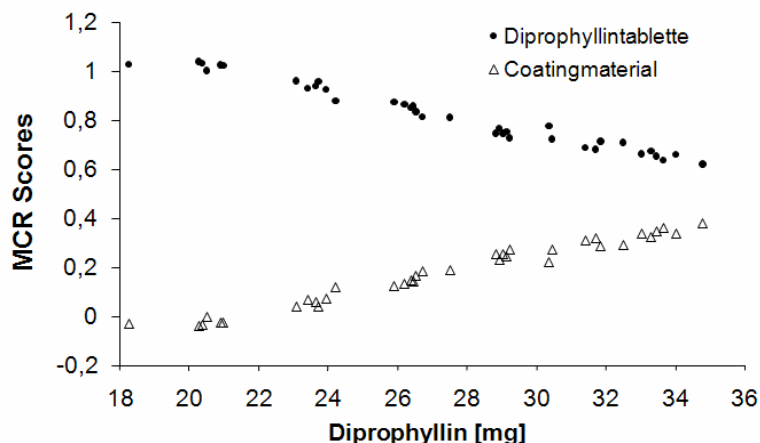 1,2
Diprophyllintablette
1
Coatingmaterial
0,8
0,6
0,4
0,2
0
-0,2
MCR Scores
18 20 22 24 26 28 30 32 34 36
Diprophyllin [mg]